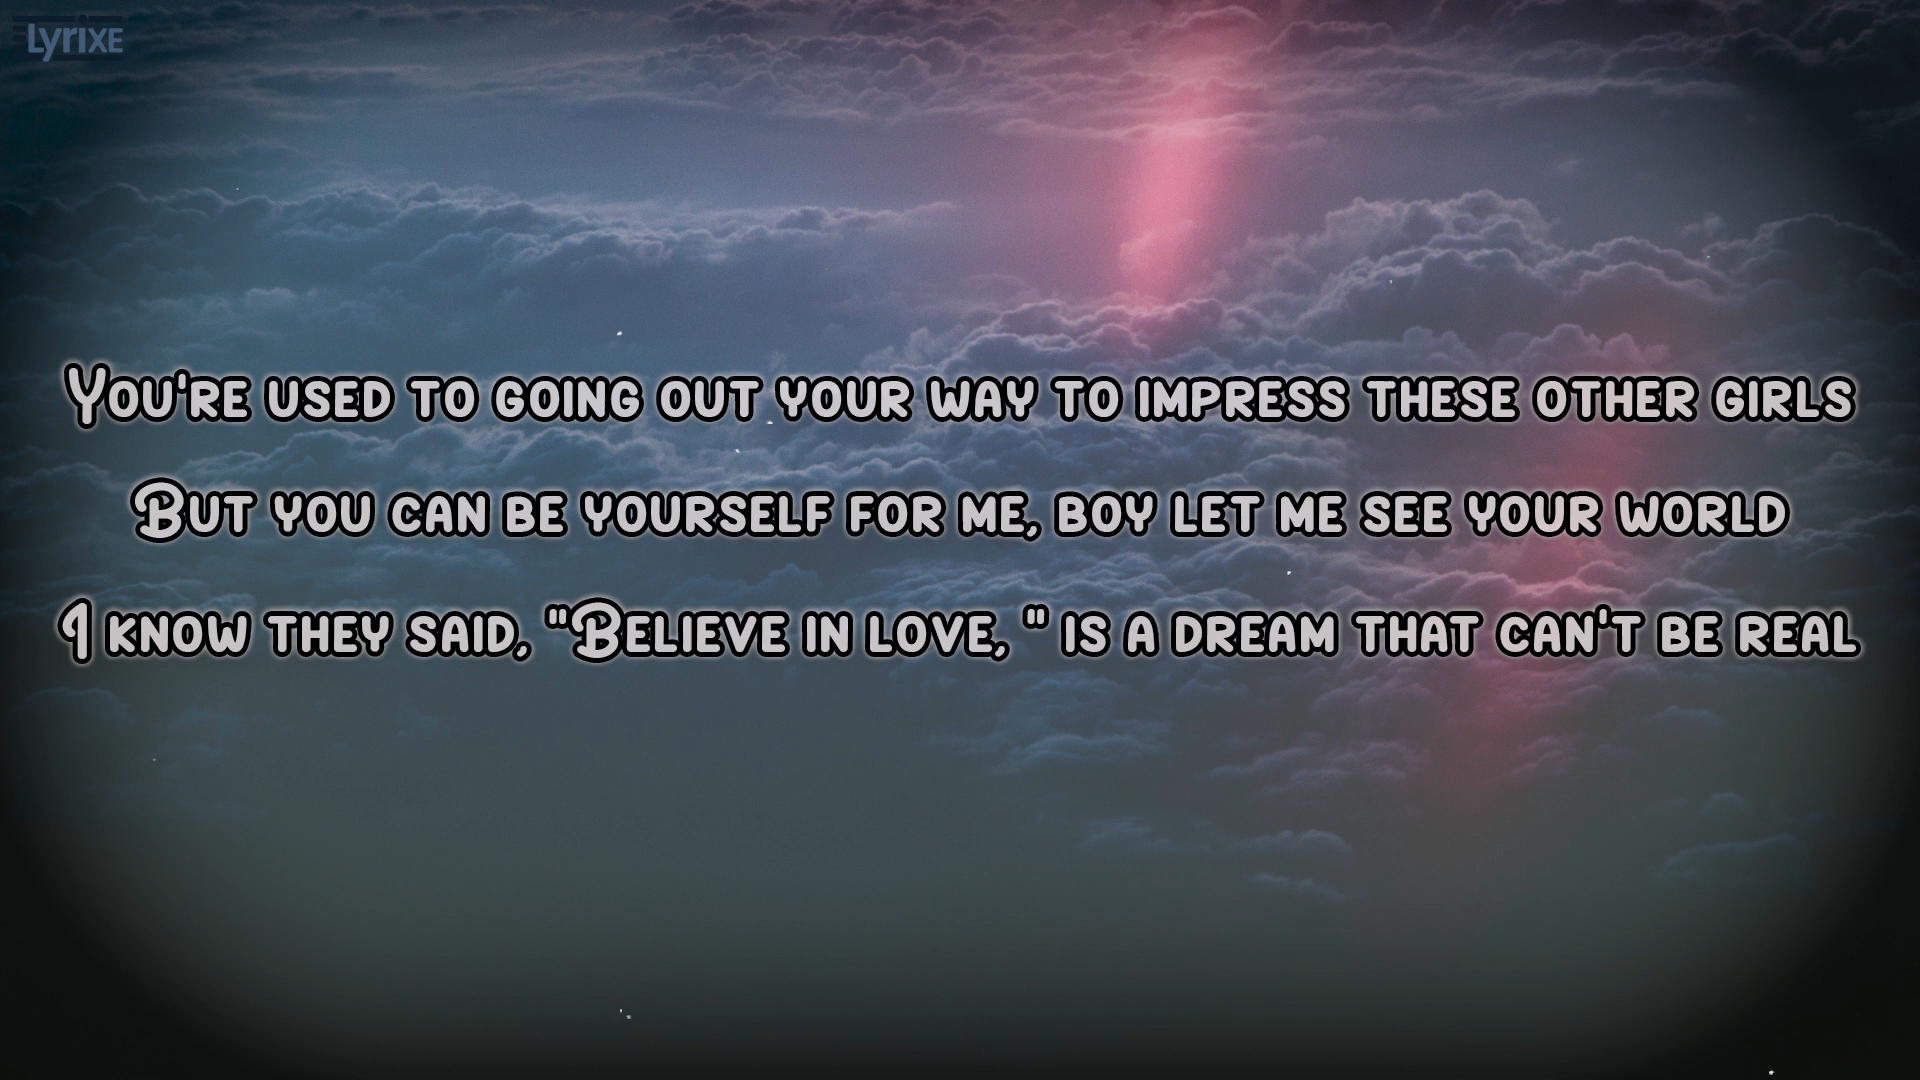 Lyrixe
You're used to going out your way to impress these other girls
But you can be yourself for me, boy let me see your world
I know they said, "Believe in love, " is a dream that can't be real